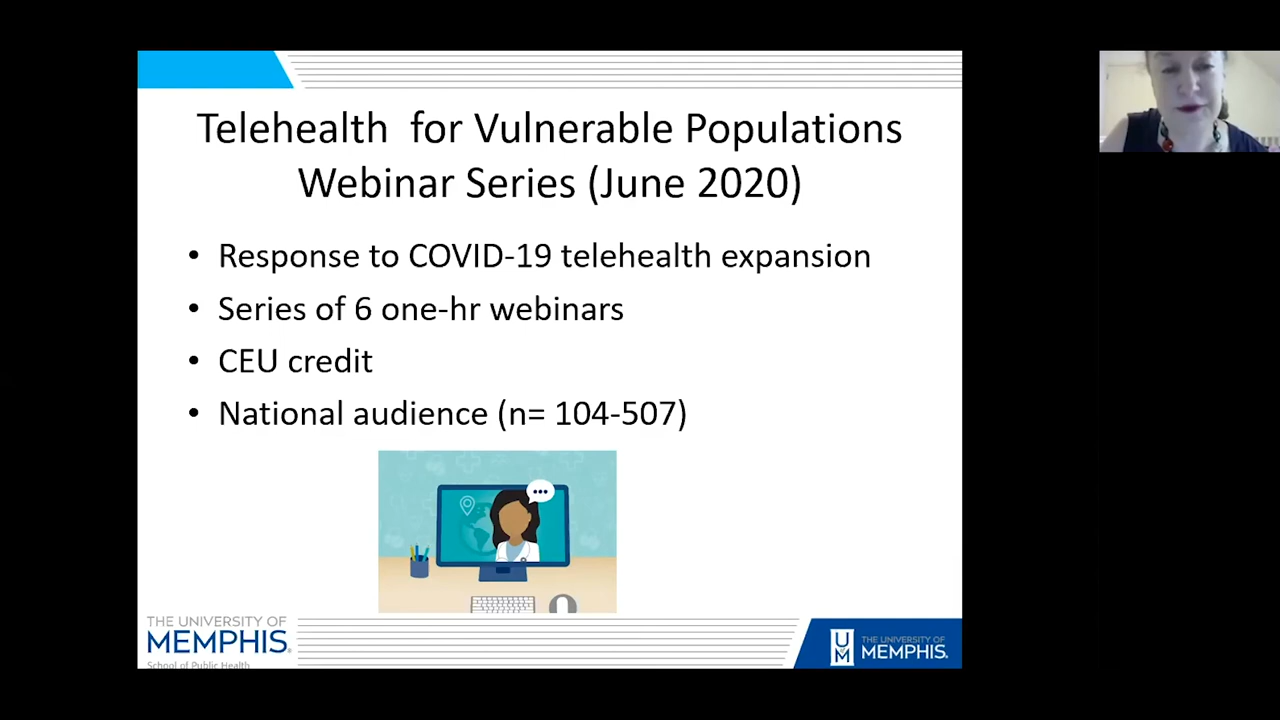 Telehealth for Vulnerable Populations
Webinar Series (June 2020)
• Response to COVID-19 telehealth expansion
• Series of 6 one-hr webinars
• CEU credit
• National audience (n= 104-507)
THE UNIVERSITY OF
MEMPHIS.
School of Public Health
UM
THE UNIVERSITY OF
MEMPHIS.